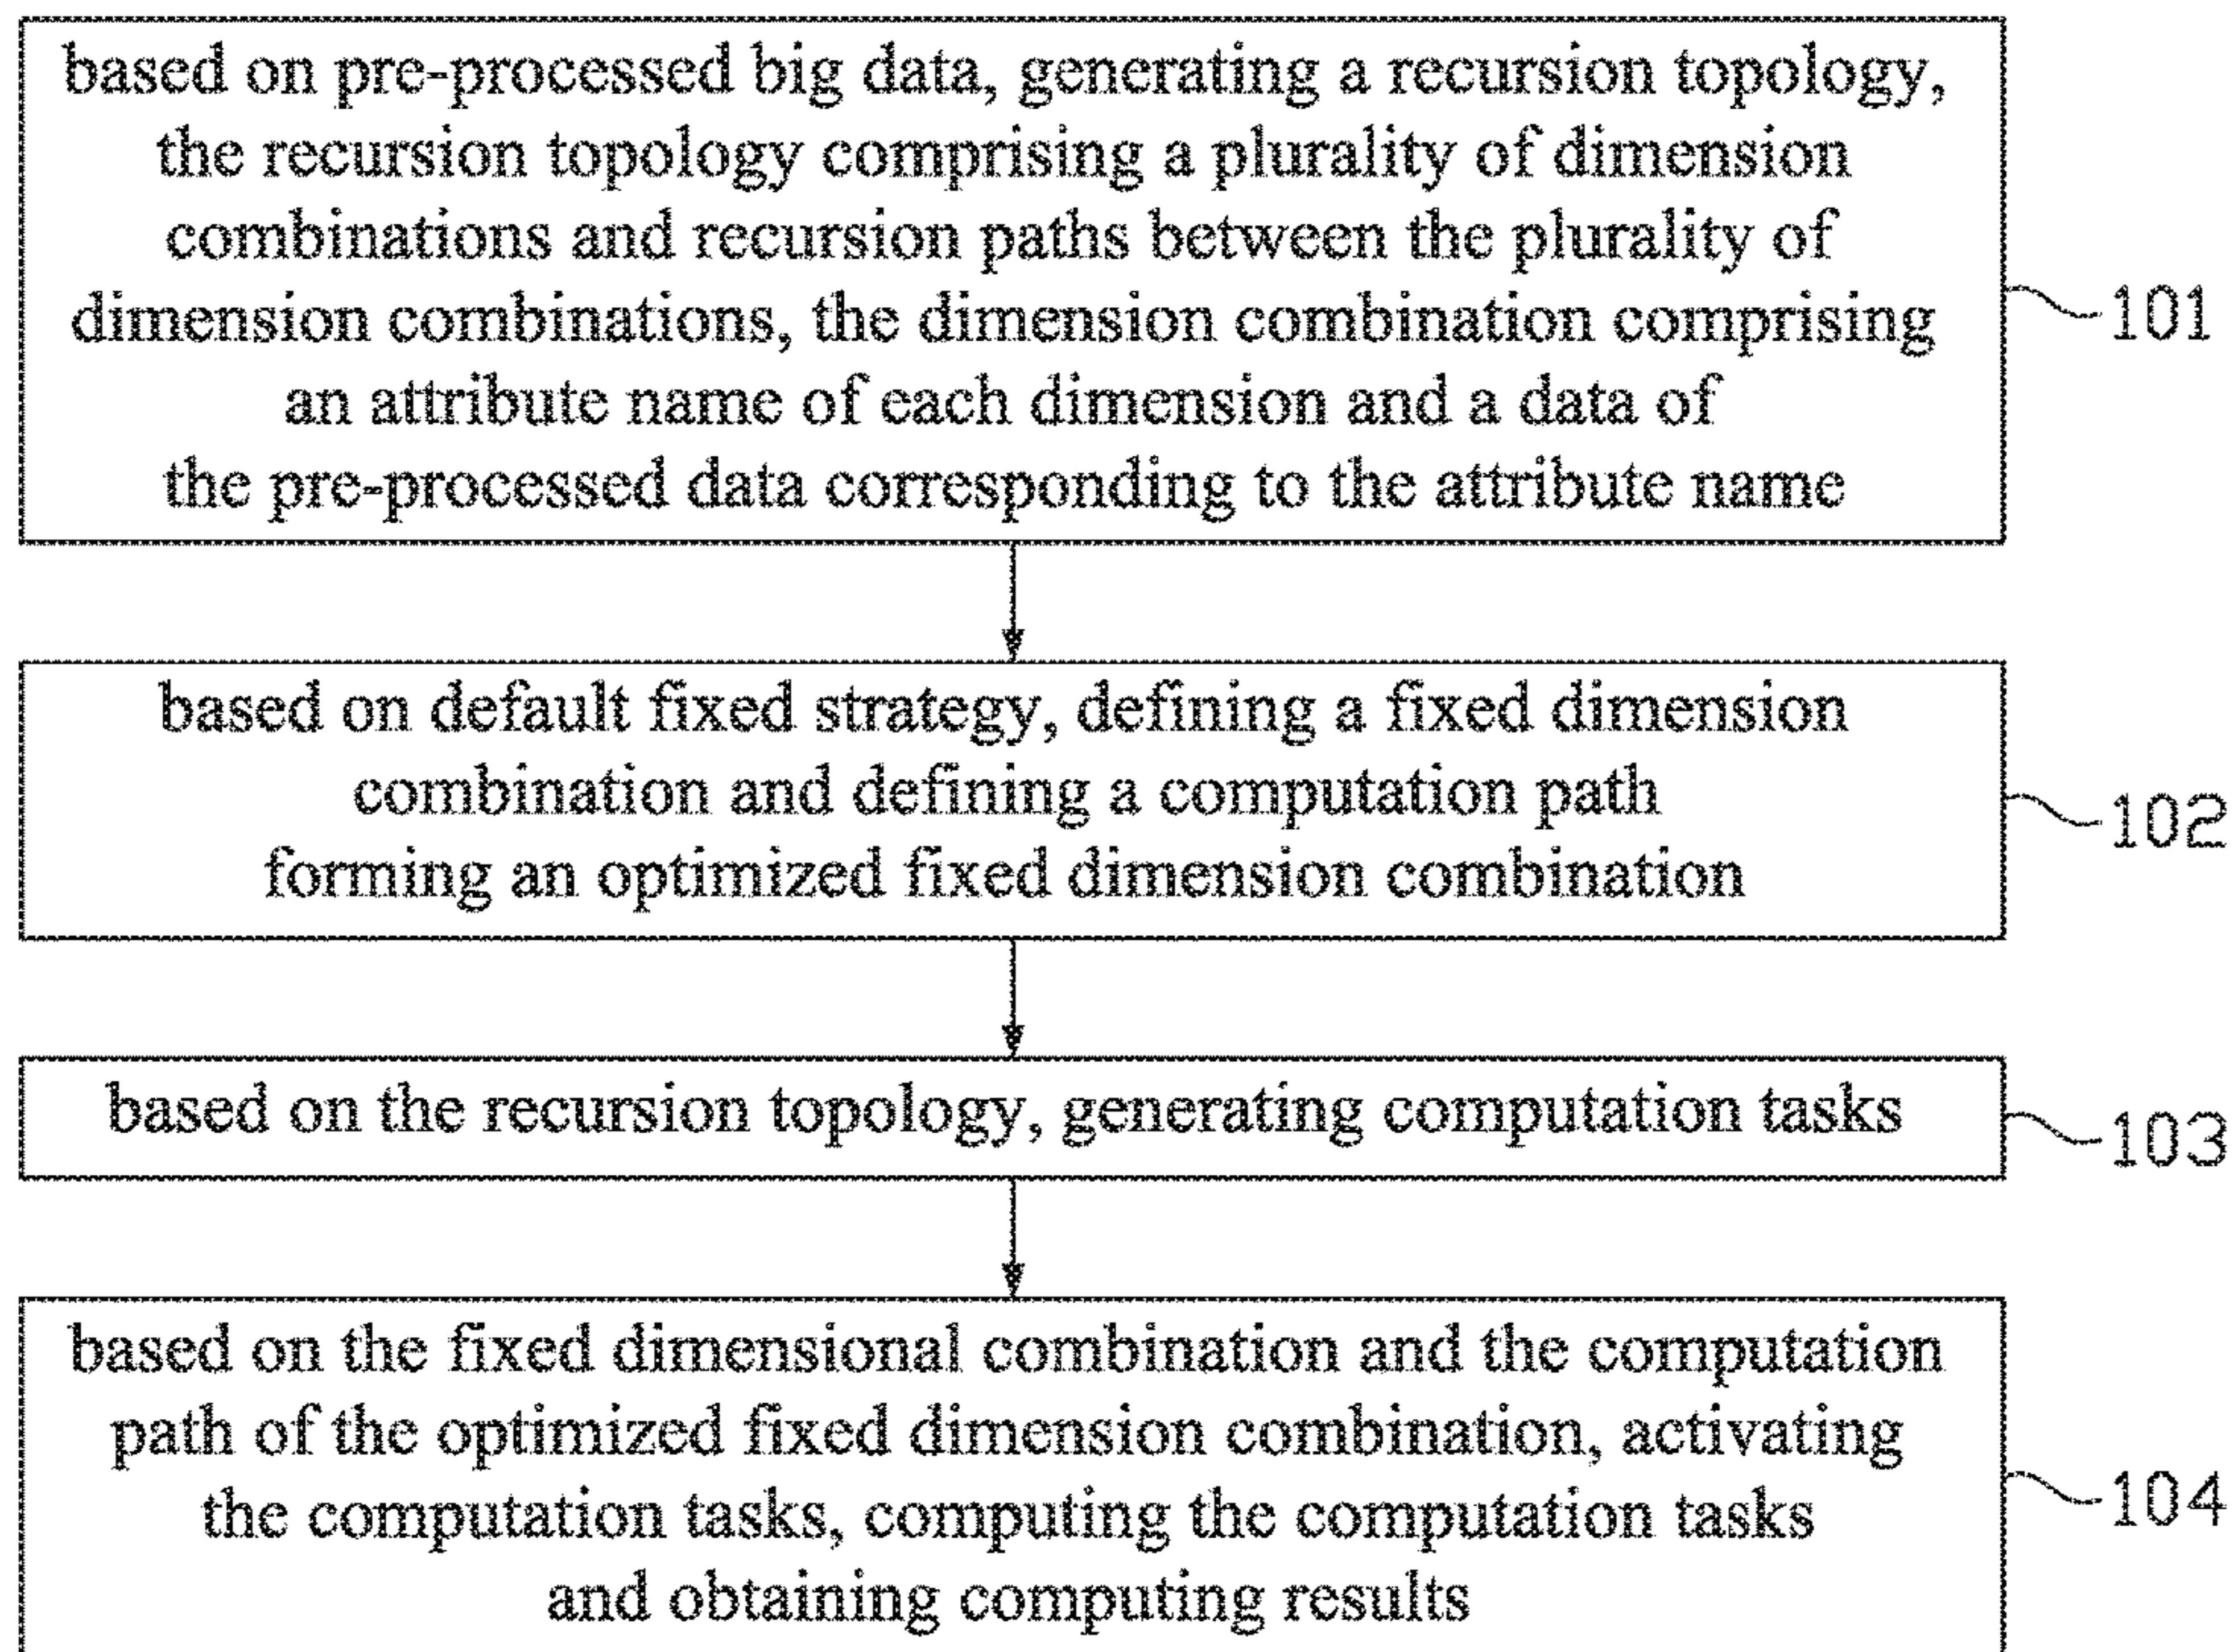 based on pre-processed big data, generating a recursion topology,
the recursion topology comprising a plurality of dimension
combinations and recursion paths between the plurality of
dimension combinations, the dimension combination comprising
an attribute name of each dimension and a data of
the pre-processed data corresponding to the attribute name
101
based on default fixed strategy, defining a fixed dimension
combination and defining a computation path
forming an optimized fixed dimension combination
102
based on the recursion topology, generating computation tasks
103
based on the fixed dimensional combination and the computation
path of the optimized fixed dimension combination, activating
the computation tasks, computing the computation tasks
and obtaining computing results
104